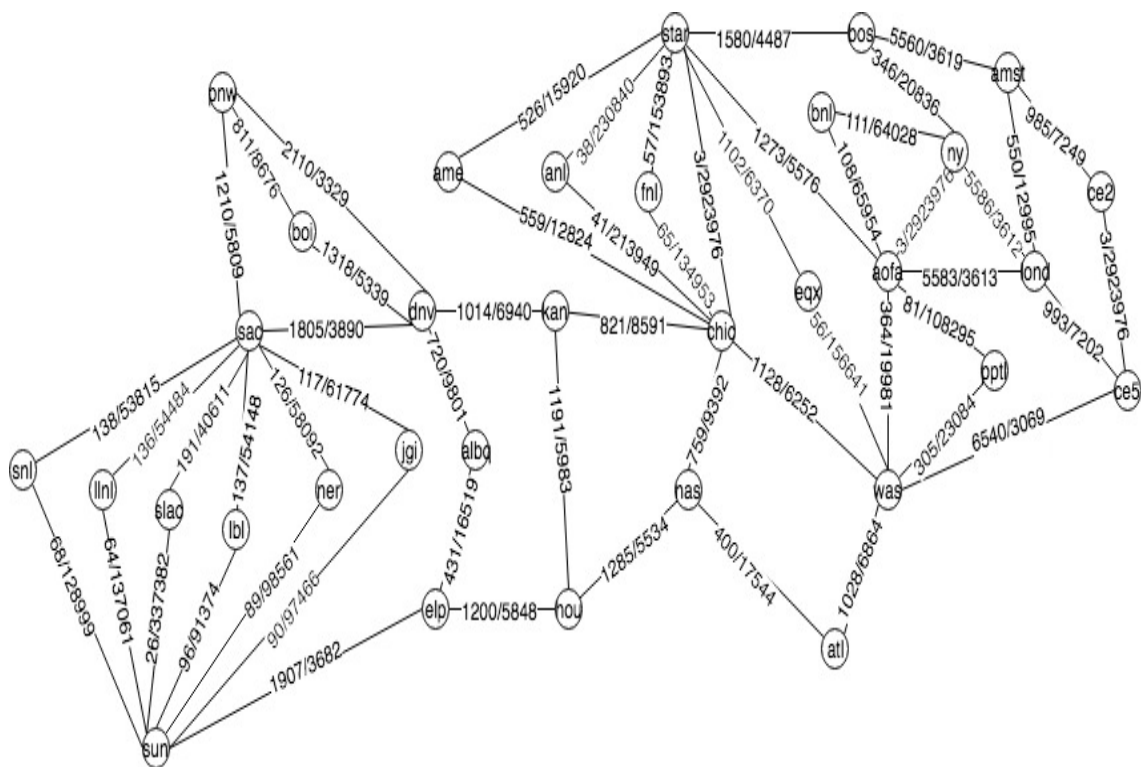 star
1580/4487
bos
5560/3619
amst
pnw
526/15920
38/230840
57/153893
346/20836
bnl
111/64028
985/7249
811/8676
2110/3329
3/2923976
1102/6370
1273/5576
ny
550/12995
ame
anl
fnl
108/65954
3/2923976
5586/3612
ce2
1210/5809
boi
559/12824
41/213949
65/134953
1318/5339
eqx
aofa
5583/3613
3/2923976
dnv
1014/6940
kan
821/8591
chic
364/19981
81/108295
993/7202
sac
1805/3890
56/156641
pptl
ce5
138/53815
136/54484
191/40611
137/54148
126/58092
117/61774
720/9801
1191/5983
759/9392
1128/6252
305/23084
6540/3069
snl
llnl
slac
lbl
ner
jgi
albq
nas
was
68/128999
64/137061
26/337382
96/91374
89/98561
90/97466
431/16519
1285/5534
400/17544
1028/6864
elp
1200/5848
hou
1907/3682
atl
sun